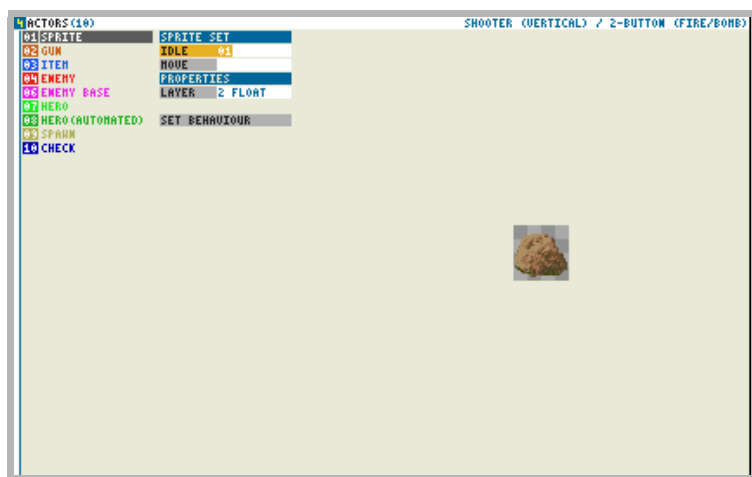 4 ACTORS(10) SHOOTER (VERTICAL) / 2-BUTTON (FIRE/BOMB)
01 SPRITE SPRITE SET
02 GUN IDLE 01
03 ITEM MOVE
04 ENEMY PROPERTIES
06 ENEMY BASE LAYER 2 FLOAT
07 HERO
08 HERO(AUTOMATED) SET BEHAVIOUR
09 SPAWN
10 CHECK